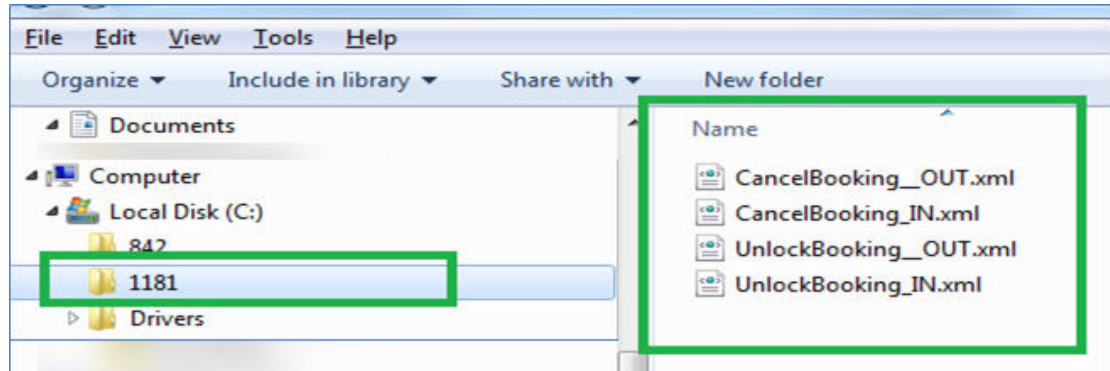 File Edit View Tools Help
Organize Include in library Share with New folder
Documents
Computer
Local Disk (C:)
842
1181
Drivers
Name
CancelBooking__OUT.xml
CancelBooking_IN.xml
UnlockBooking__OUT.xml
UnlockBooking_IN.xml